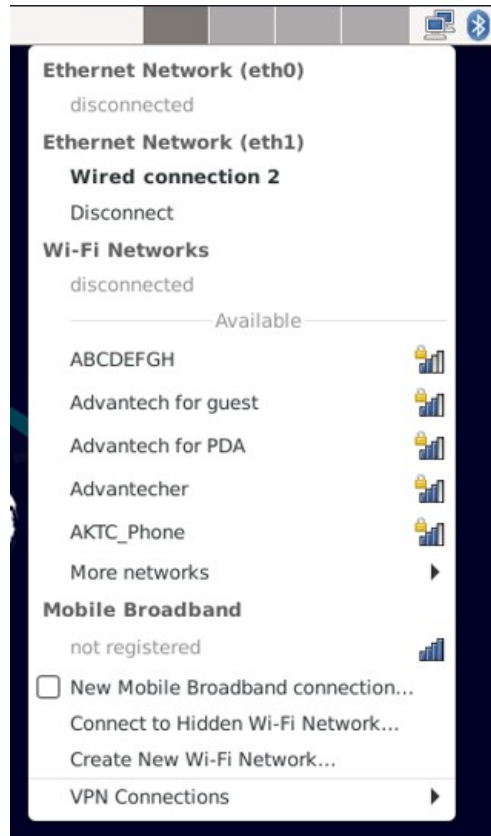 Ethernet Network (eth0)
disconnected
Ethernet Network (eth1)
Wired connection 2
Disconnect
Wi-Fi Networks
disconnected
Available
ABCDEFGH
Advantech for guest
Advantech for PDA
Advantecher
AKTC_Phone
More networks
Mobile Broadband
not registered
New Mobile Broadband connection...
Connect to Hidden Wi-Fi Network...
Create New Wi-Fi Network...
VPN Connections